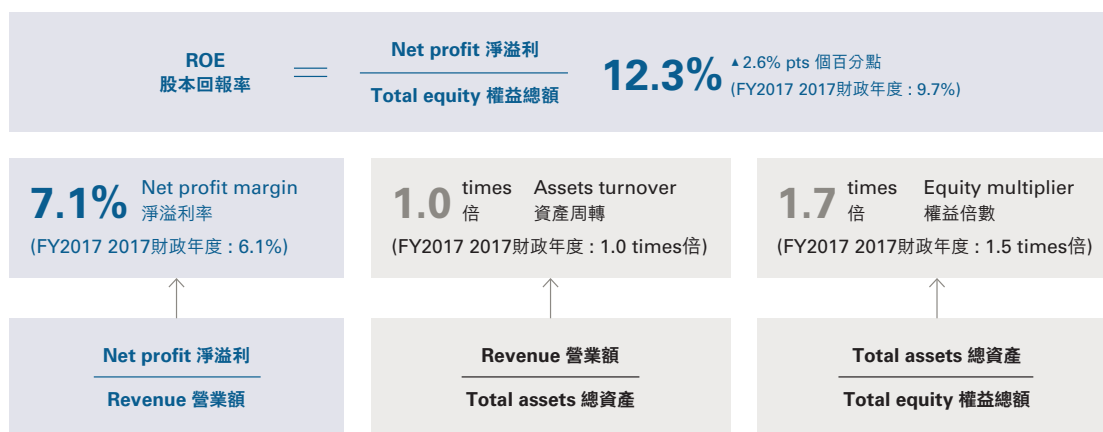 ROE
股本回報率
Net profit 淨溢利
Total equity 權益總額
12.3%
▲2.6% pts 個百分點
(FY2017 2017財政年度 : 9.7%)
7.1%
Net profit margin
淨溢利率
(FY2017 2017財政年度 : 6.1%)
1.0
times
倍
Assets turnover
資產周轉
(FY2017 2017財政年度 : 1.0 times倍)
1.7
times
倍
Equity multiplier
權益倍數
(FY2017 2017財政年度 : 1.5 times倍)
Net profit 淨溢利
Revenue 營業額
Revenue 營業額
Total assets 總資產
Total assets 總資產
Total equity 權益總額